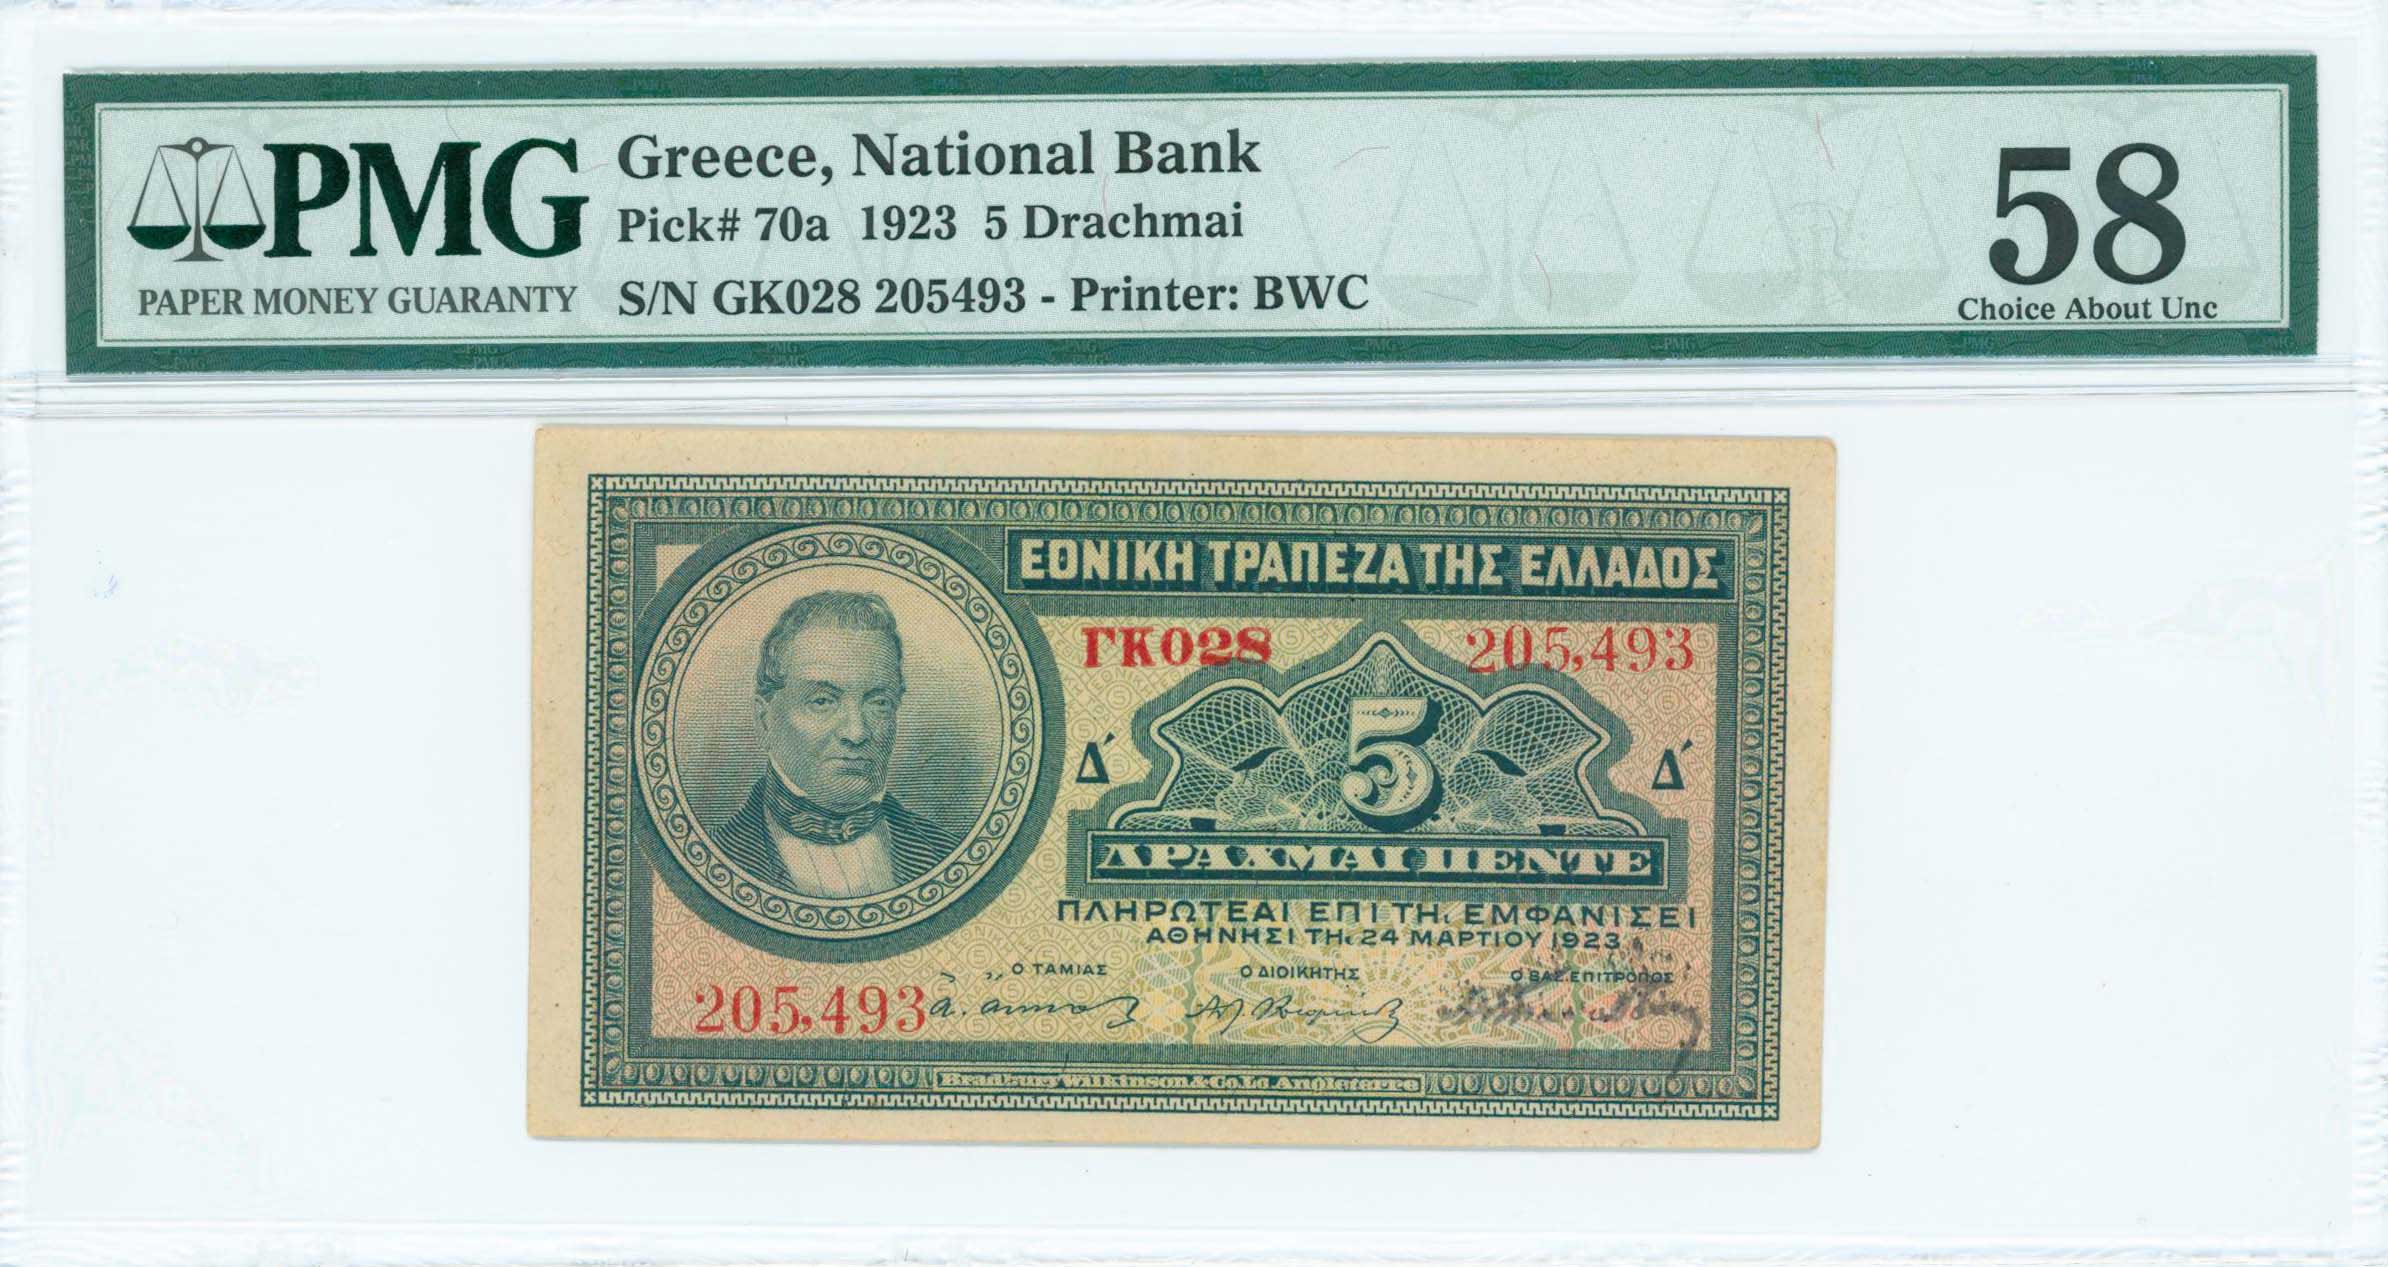 PMG
PAPER MONEY GUARANTY
Greece, National Bank
Pick# 70a 1923 5 Drachmai
S/N GK028 205493 - Printer: BWC
58
Choice About Unc
ΕΘΝΙΚΗ ΤΡΑΠΕΖΑ ΤΗΣ ΕΛΛΑΔΟΣ
ΓΚ028 205,493
Δ΄ 5 Δ΄
ΔΡΑΧΜΑΙ ΠΕΝΤΕ
ΠΛΗΡΩΤΕΑΙ ΕΠΙ ΤΗι ΕΜΦΑΝΙΣΕΙ
ΑΘΗΝΗΣΙ ΤΗι 24 ΜΑΡΤΙΟΥ 1923
Ο ΤΑΜΙΑΣ Ο ΔΙΟΙΚΗΤΗΣ Ο ΒΑΣ. ΕΠΙΤΡΟΠΟΣ
205,493
Bradbury Wilkinson & Co. Ld. Angleterre